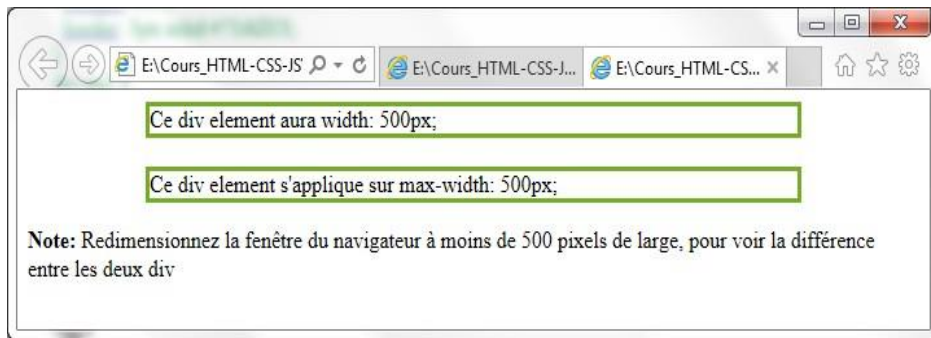 E:\Cours_HTML-CSS-JS'
E:\Cours_HTML-CSS-J...
E:\Cours_HTML-CS...
Ce div element aura width: 500px;
Ce div element s'applique sur max-width: 500px;
Note: Redimensionnez la fenêtre du navigateur à moins de 500 pixels de large, pour voir la différence
entre les deux div